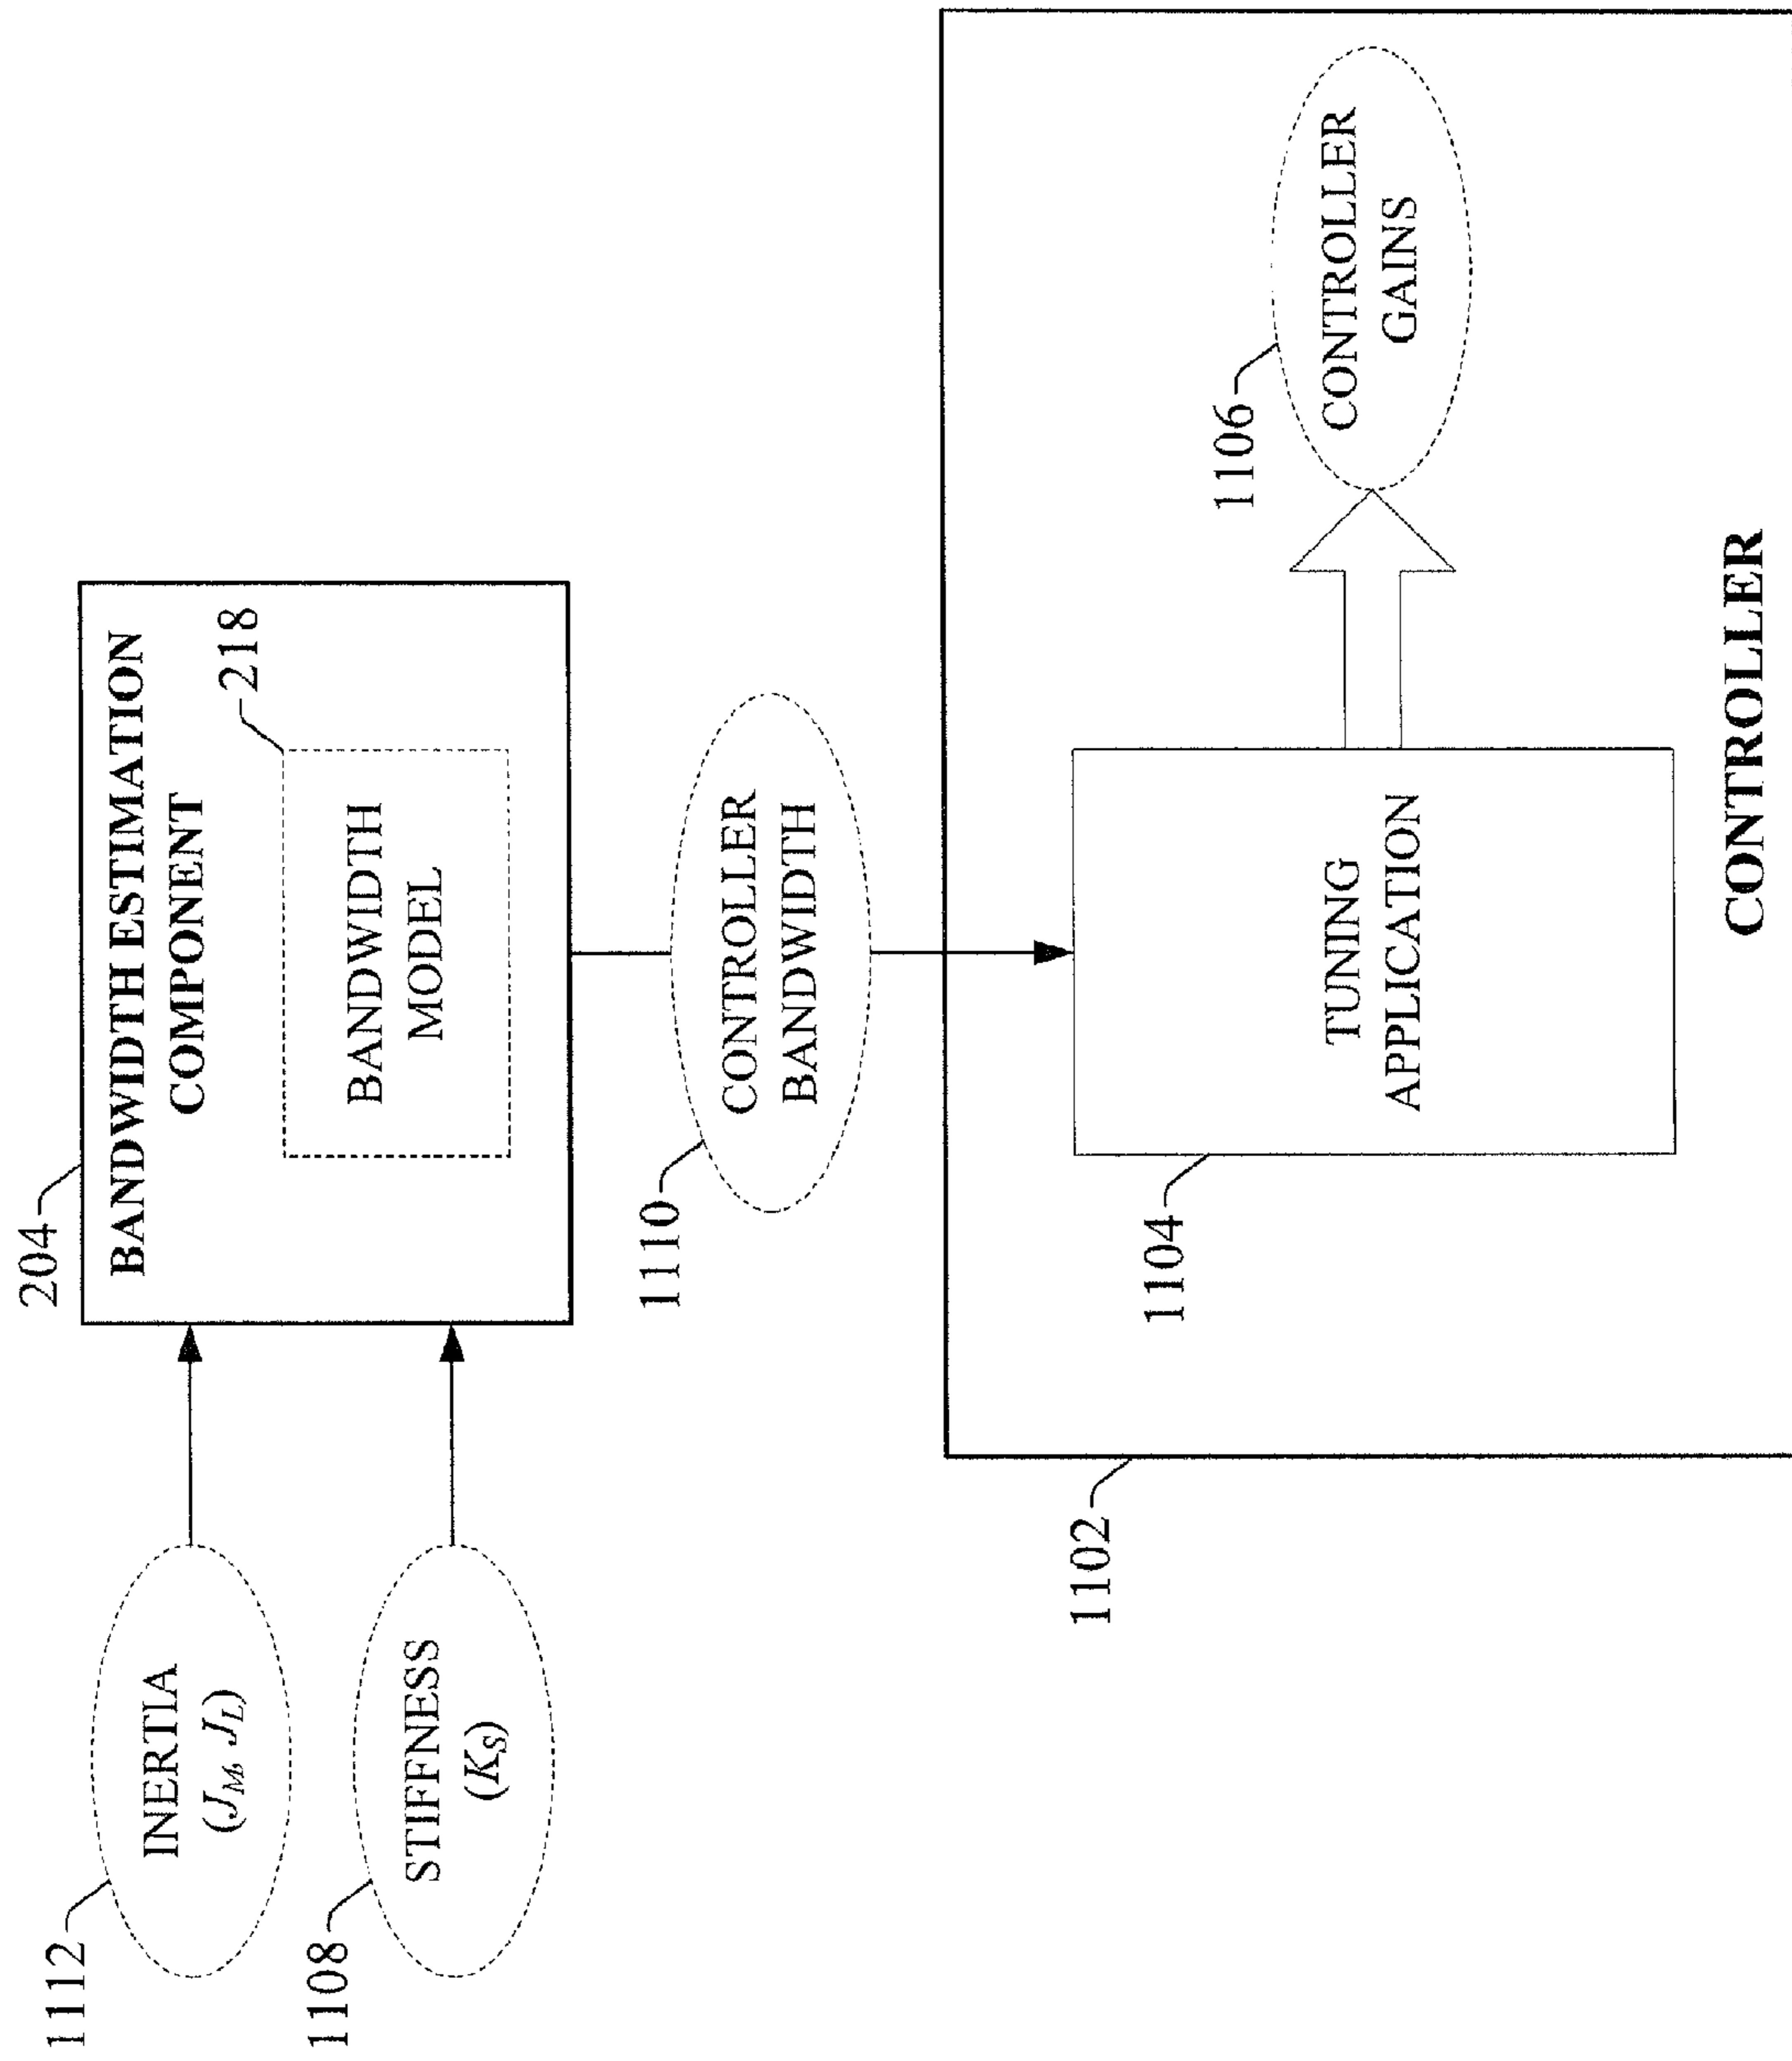 1112
INERTIA
(J_M, J_L)
1108
STIFFNESS
(K_S)
204
BANDWIDTH ESTIMATION
COMPONENT
218
BANDWIDTH
MODEL
1110
CONTROLLER
BANDWIDTH
1102
1104
TUNING
APPLICATION
1106
CONTROLLER
GAINS
CONTROLLER